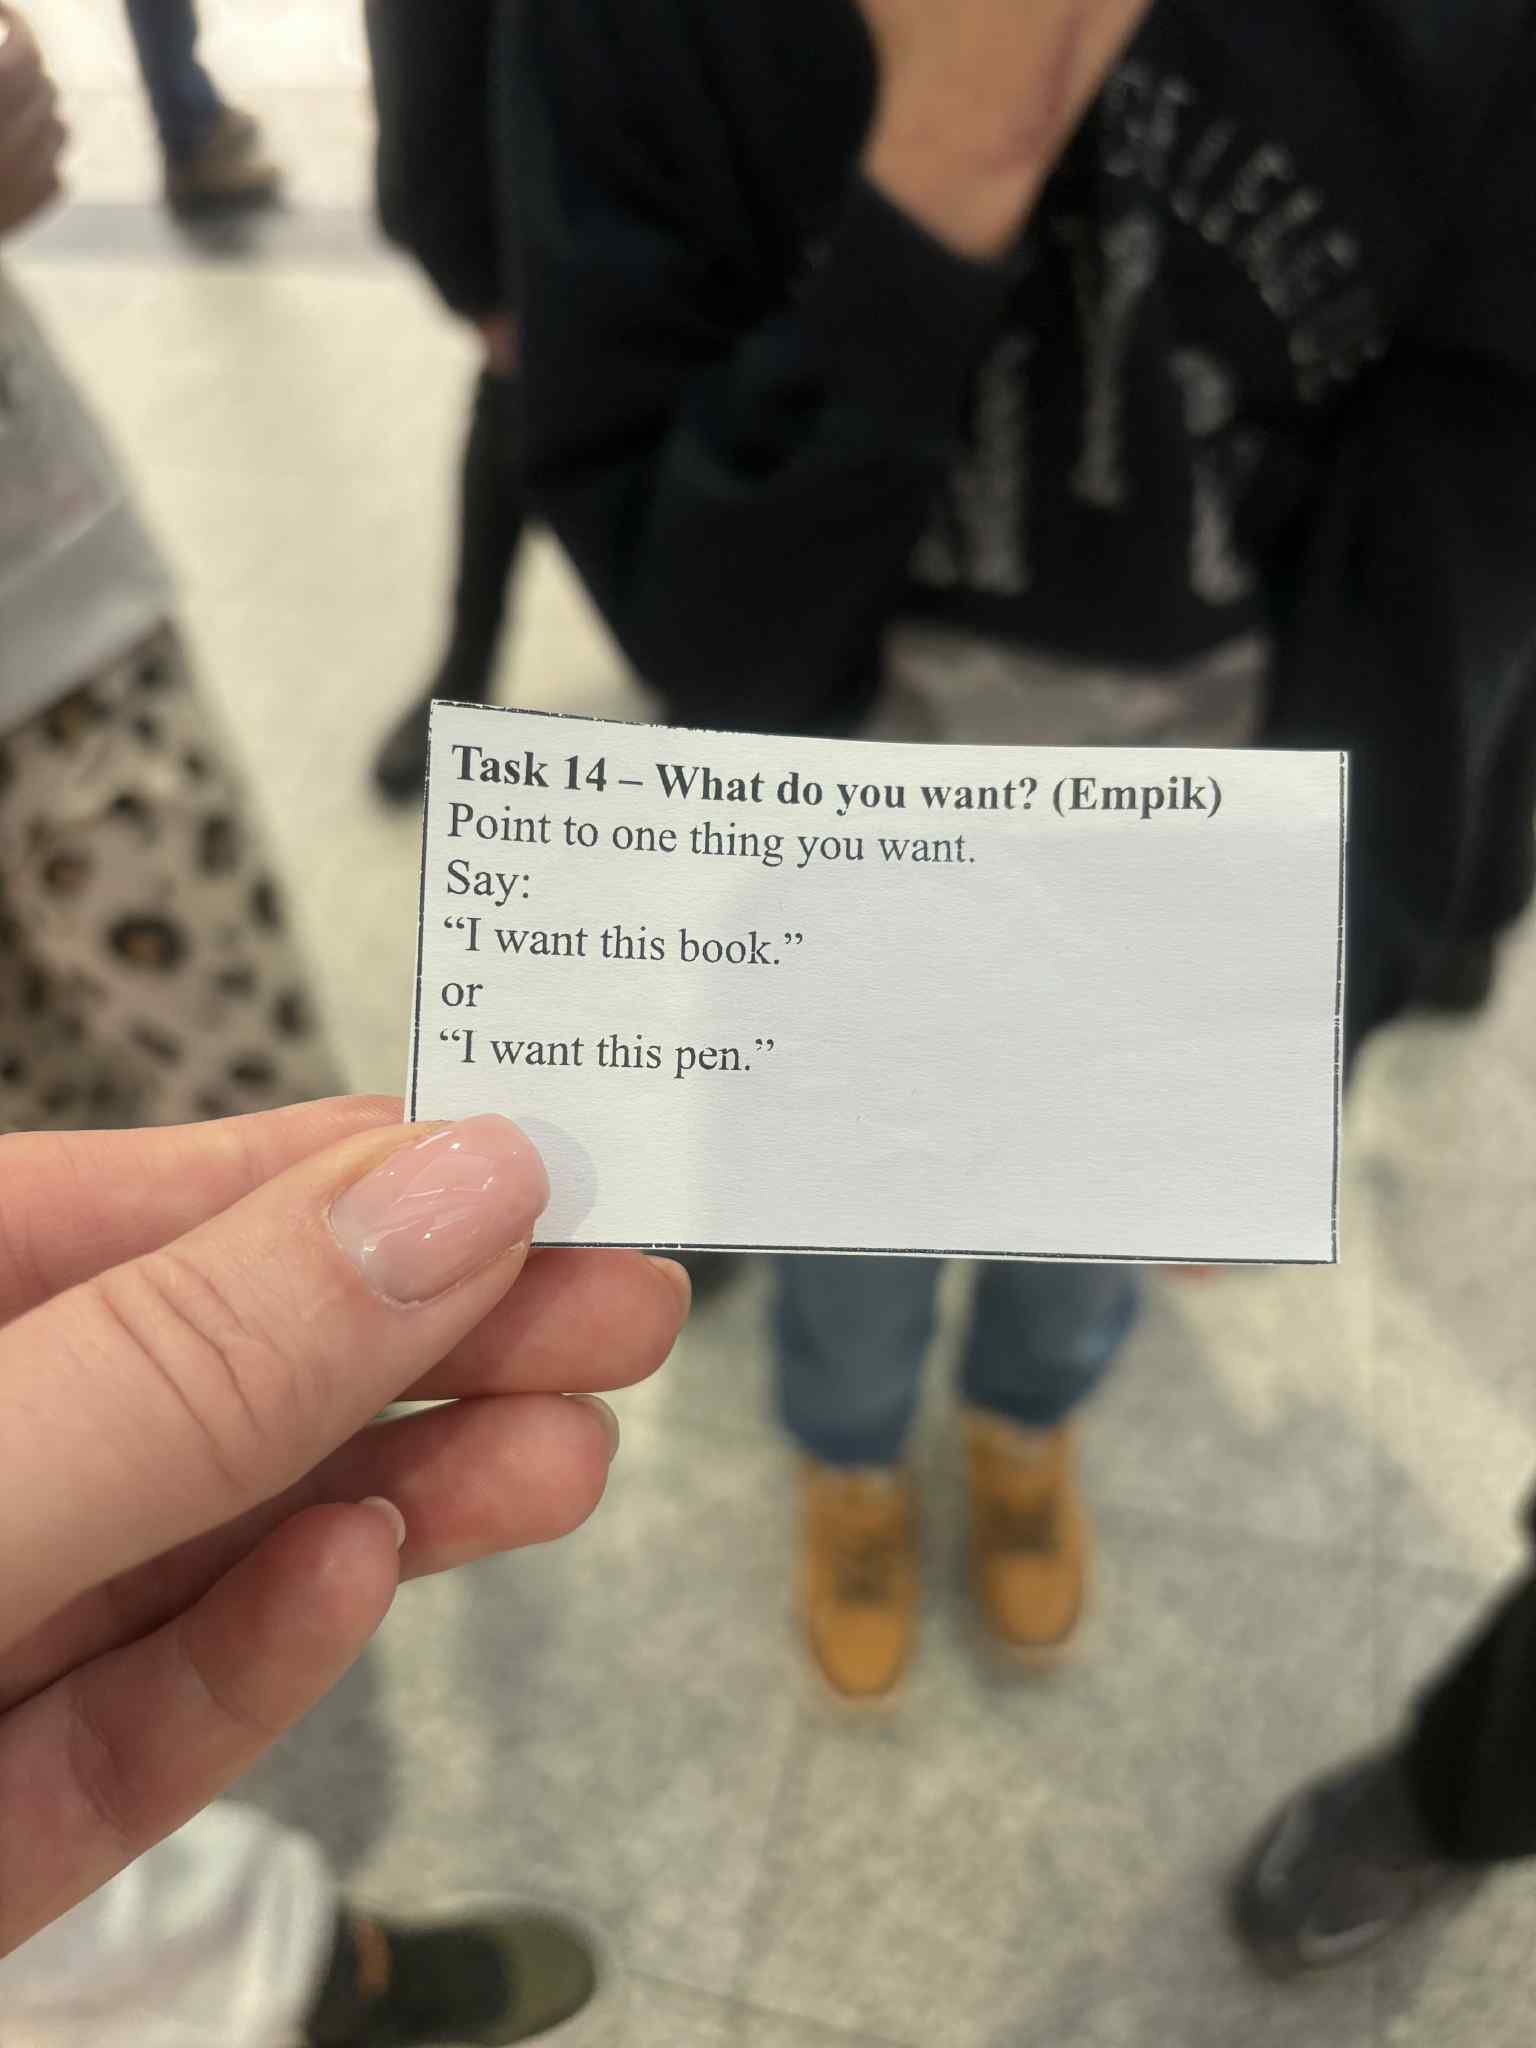 Task 14 – What do you want? (Empik)
Point to one thing you want.
Say:
“I want this book.”
or
“I want this pen.”